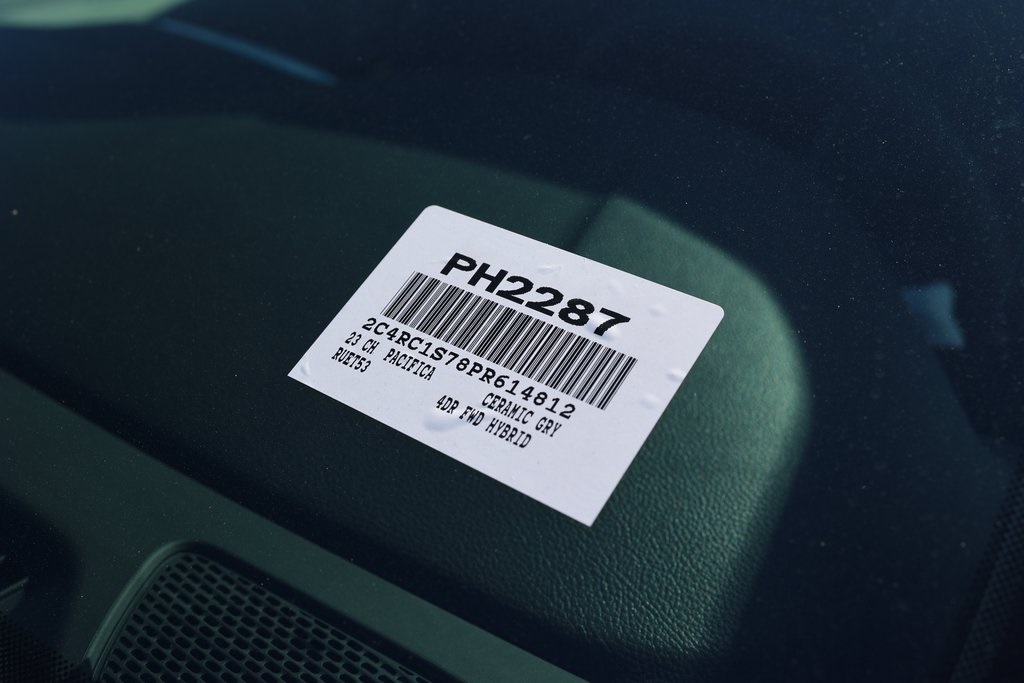 PH2287
2C4RC1S78PR614812
23 CH PACIFICA CERAMIC GRY
RUET53 4DR FWD HYBRID